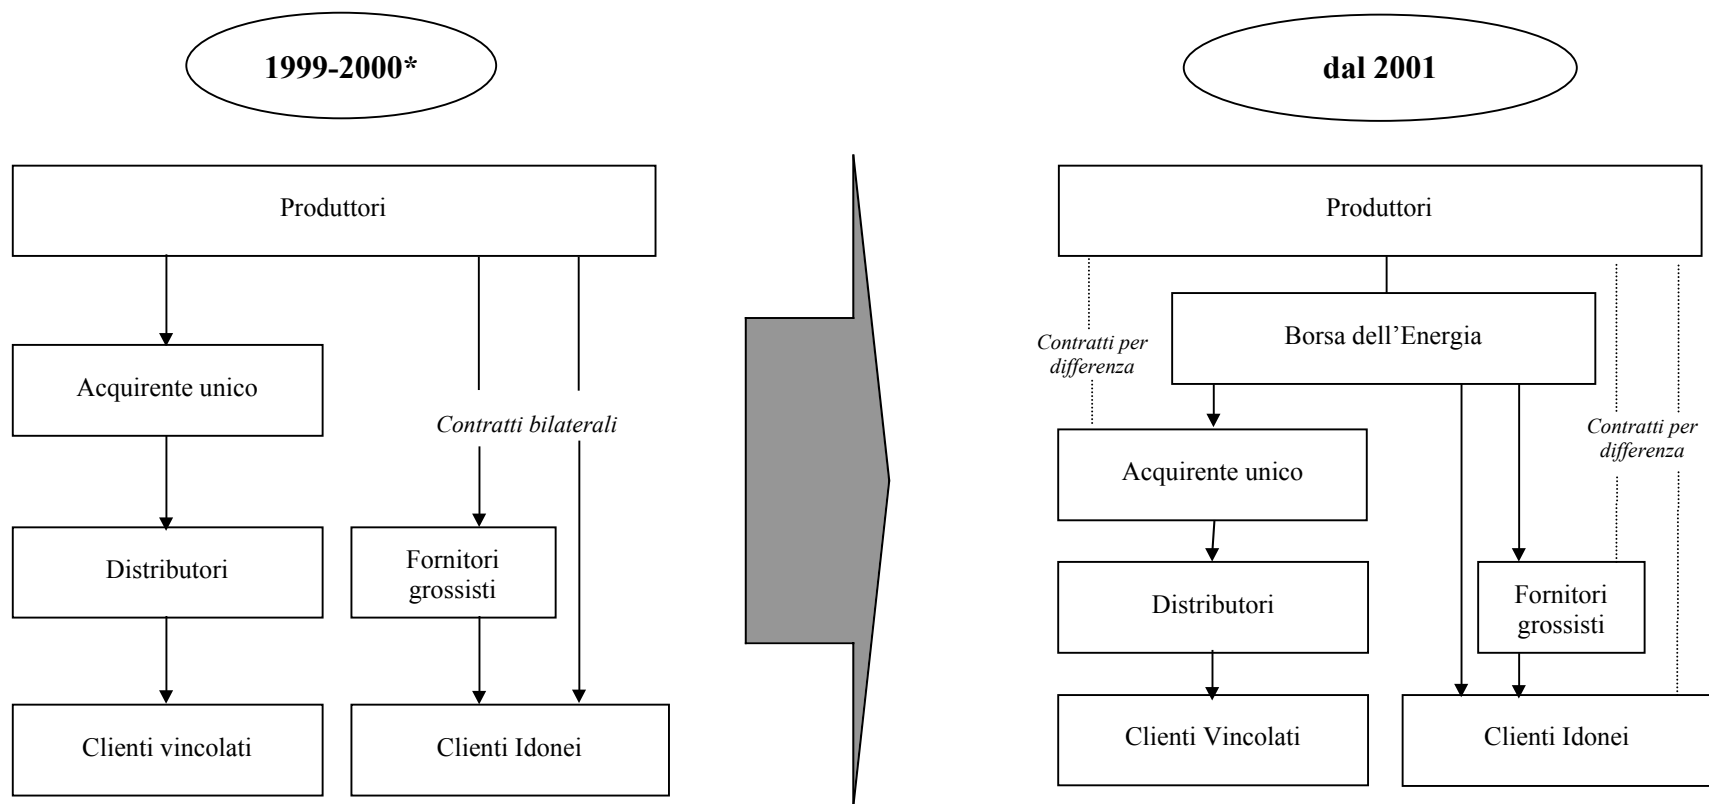 1999-2000*
Produttori
Acquirente unico
Contratti bilaterali
Distributori
Fornitori
grossisti
Clienti vincolati
Clienti Idonei
dal 2001
Produttori
Borsa dell’Energia
Contratti per
differenza
Contratti per
differenza
Acquirente unico
Distributori
Fornitori
grossisti
Clienti Vincolati
Clienti Idonei